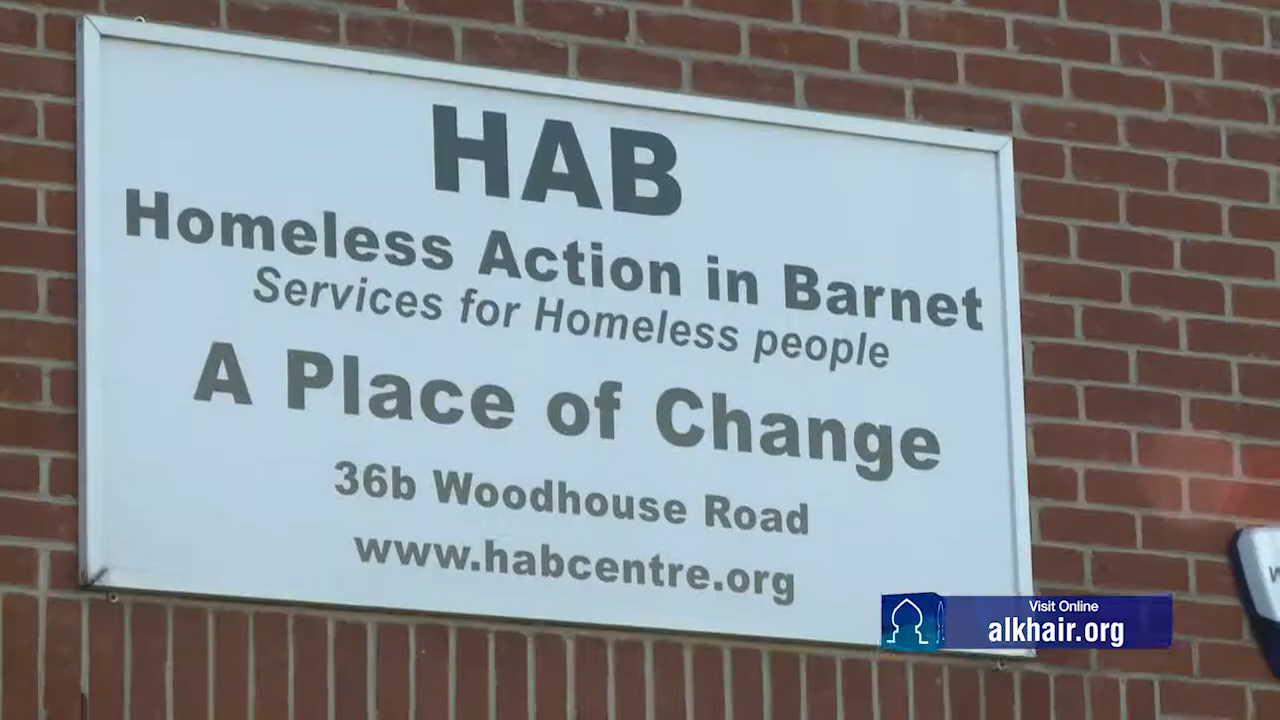 HAB
Homeless Action in Barnet
Services for Homeless people
A Place of Change
36b Woodhouse Road
www.habcentre.org
Visit Online
alkhair.org